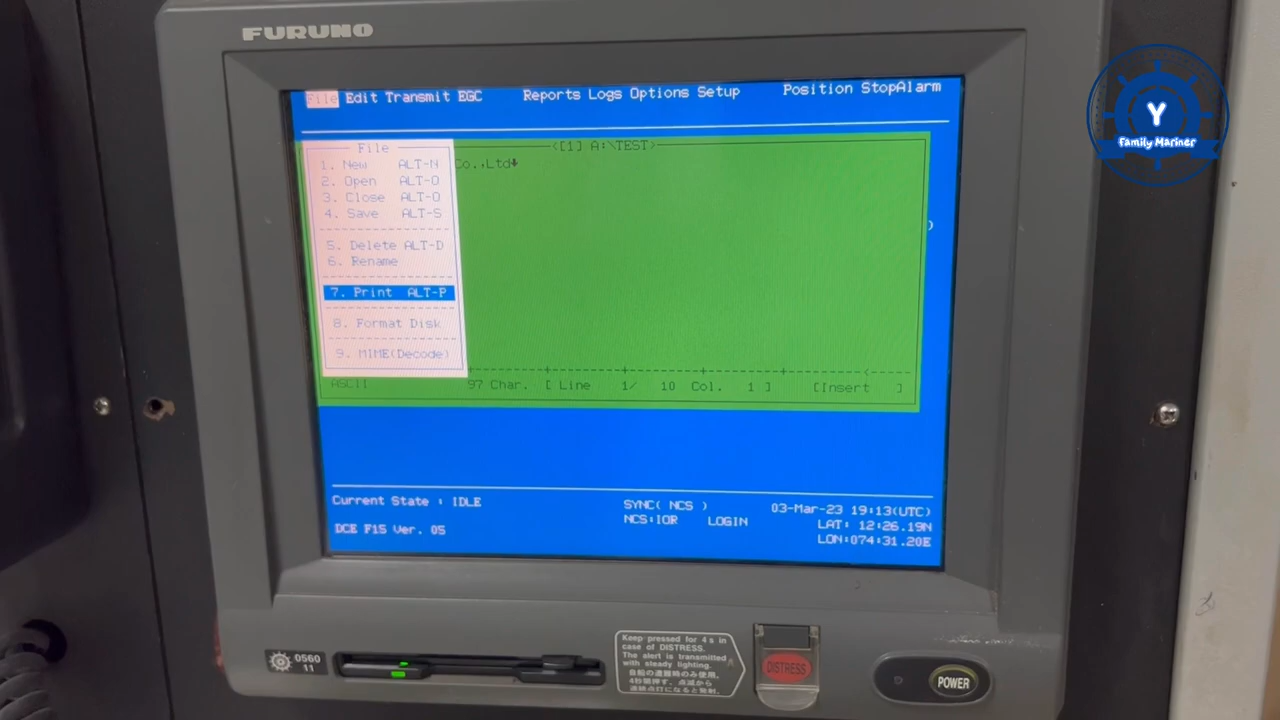 FURUNO
File Edit Transmit EGC Reports Logs Options Setup Position StopAlarm
File
1. New ALT-N
2. Open ALT-O
3. Close ALT-Q
4. Save ALT-S
5. Delete ALT-D
6. Rename
7. Print ALT-P
8. Format Disk
9. MIME(Decode)
<[1] A:\TEST>
Co.,Ltd
ASCII 97 Char. [ Line 1/ 10 Col. 1 ] [Insert ]
Current State : IDLE
DCE F15 Ver. 05
SYNC( NCS )
NCS:IOR LOGIN
03-Mar-23 19:13(UTC)
LAT: 12:26.19N
LON:074:31.20E
0560
11
Keep pressed for 4 s in
case of DISTRESS.
The alert is transmitted
with steady lighting.
DISTRESS
POWER
Y
Family Mariner